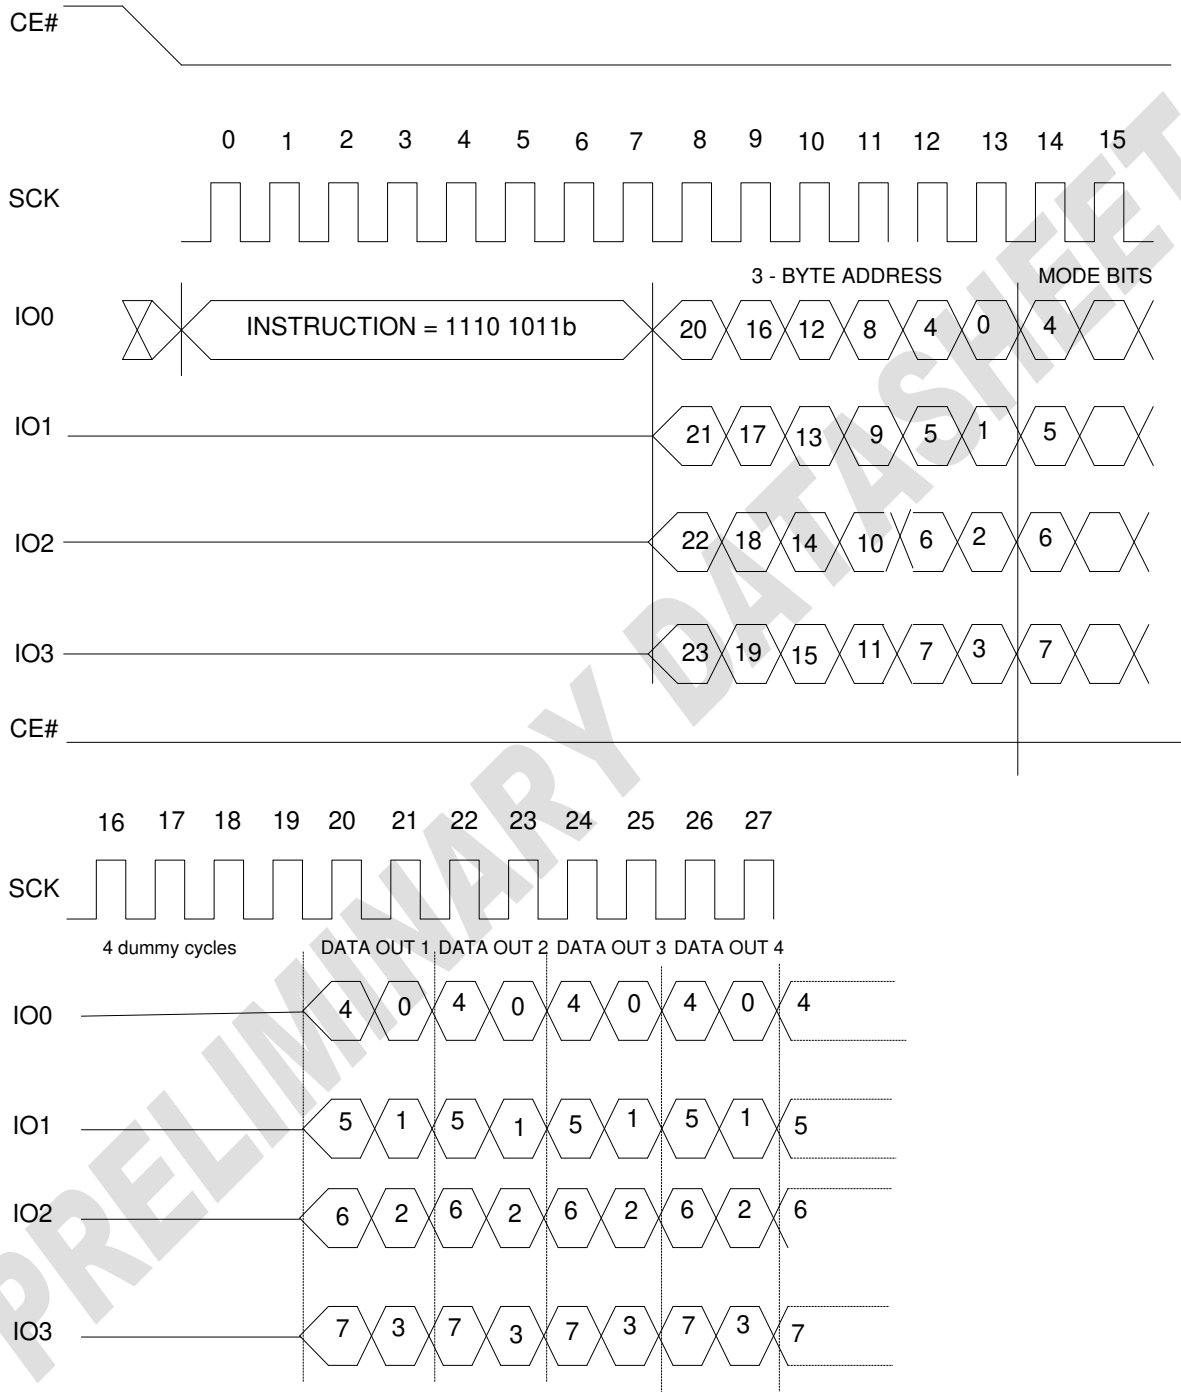 CE#
0 1 2 3 4 5 6 7 8 9 10 11 12 13 14 15
SCK
3 - BYTE ADDRESS MODE BITS
IO0 INSTRUCTION = 1110 1011b 20 16 12 8 4 0 4
IO1 21 17 13 9 5 1 5
IO2 22 18 14 10 6 2 6
IO3 23 19 15 11 7 3 7
CE#
16 17 18 19 20 21 22 23 24 25 26 27
SCK
4 dummy cycles DATA OUT 1 DATA OUT 2 DATA OUT 3 DATA OUT 4
IO0 4 0 4 0 4 0 4 0 4
IO1 5 1 5 1 5 1 5 1 5
IO2 6 2 6 2 6 2 6 2 6
IO3 7 3 7 3 7 3 7 3 7
PRELIMINARY DATASHEET